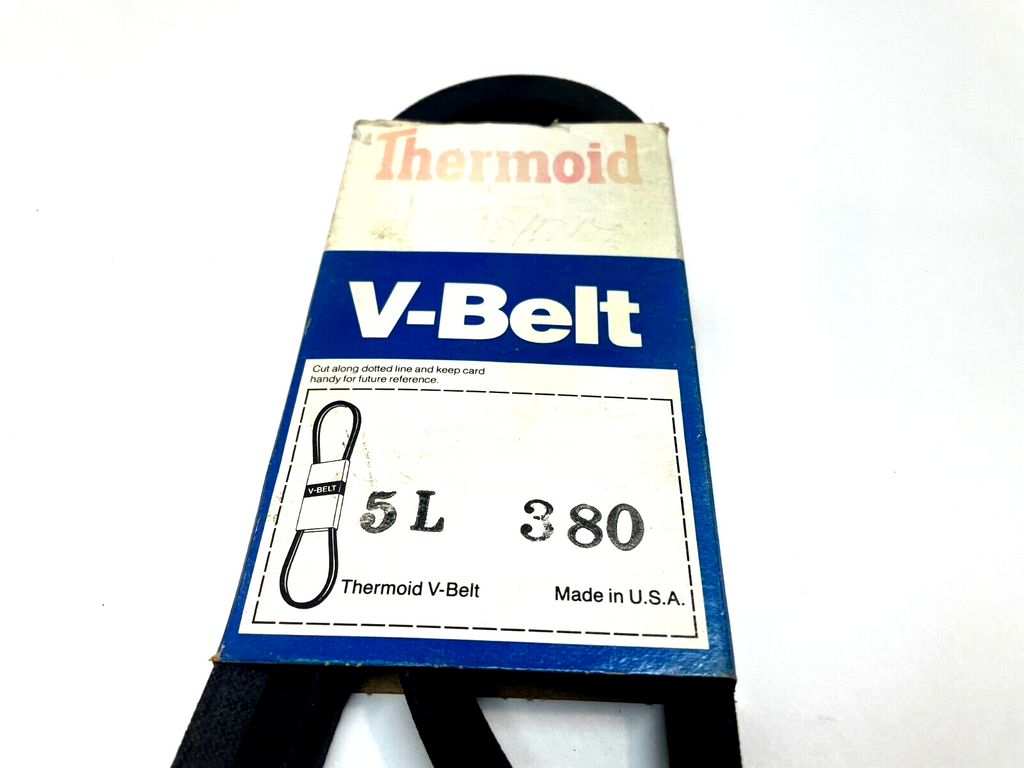 Thermoid
V-Belt
Cut along dotted line and keep card
handy for future reference.
V-BELT
5L 380
Thermoid V-Belt
Made in U.S.A.